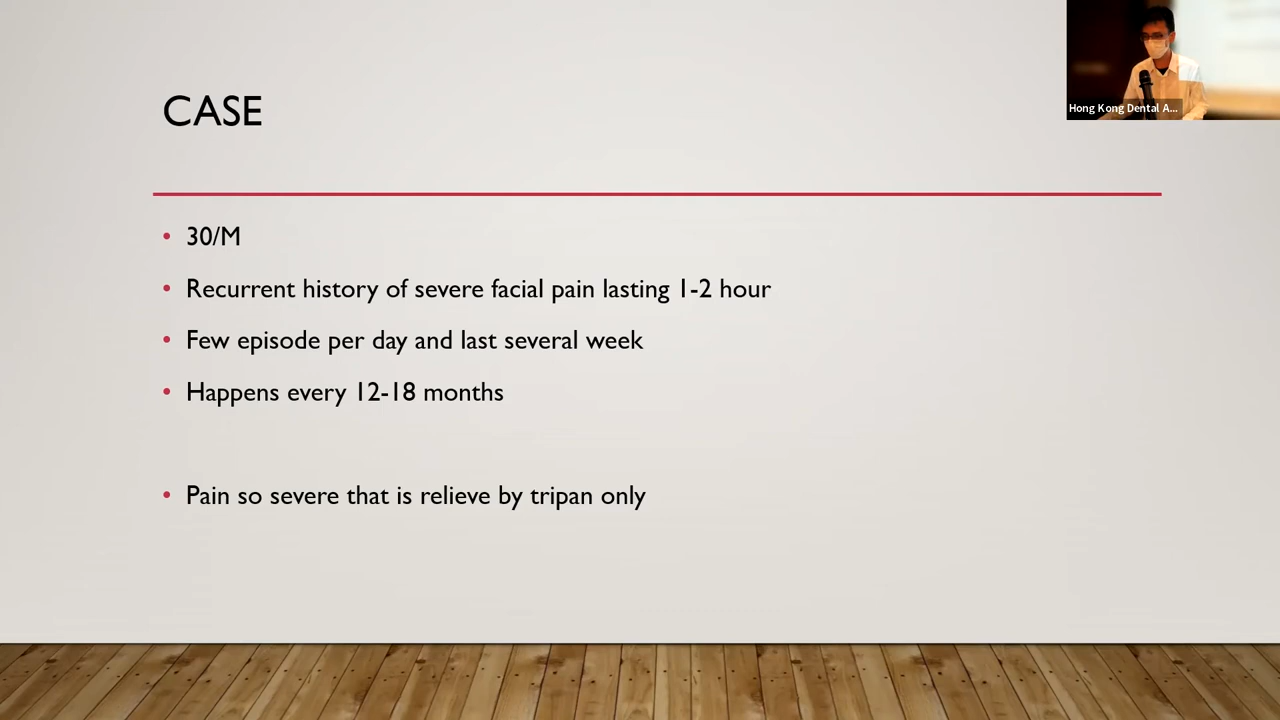 CASE
Hong Kong Dental A...
• 30/M
• Recurrent history of severe facial pain lasting 1-2 hour
• Few episode per day and last several week
• Happens every 12-18 months
• Pain so severe that is relieve by tripan only